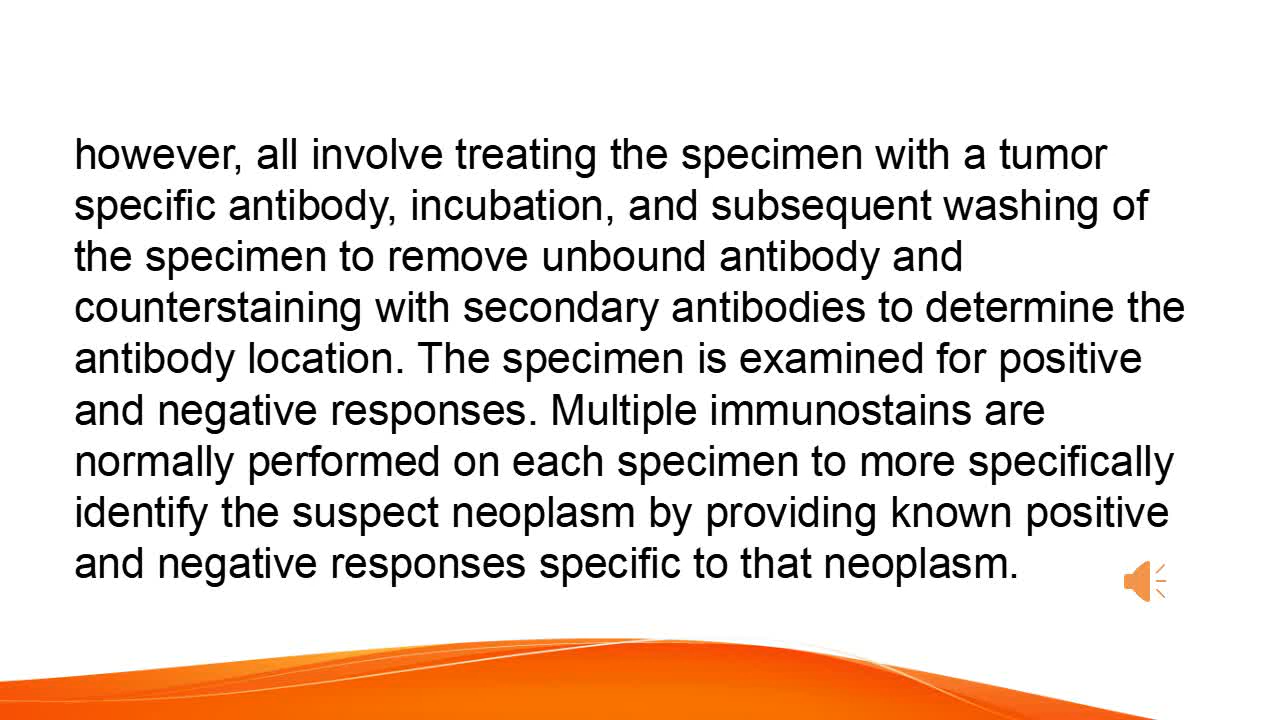 however, all involve treating the specimen with a tumor
specific antibody, incubation, and subsequent washing of
the specimen to remove unbound antibody and
counterstaining with secondary antibodies to determine the
antibody location. The specimen is examined for positive
and negative responses. Multiple immunostains are
normally performed on each specimen to more specifically
identify the suspect neoplasm by providing known positive
and negative responses specific to that neoplasm.